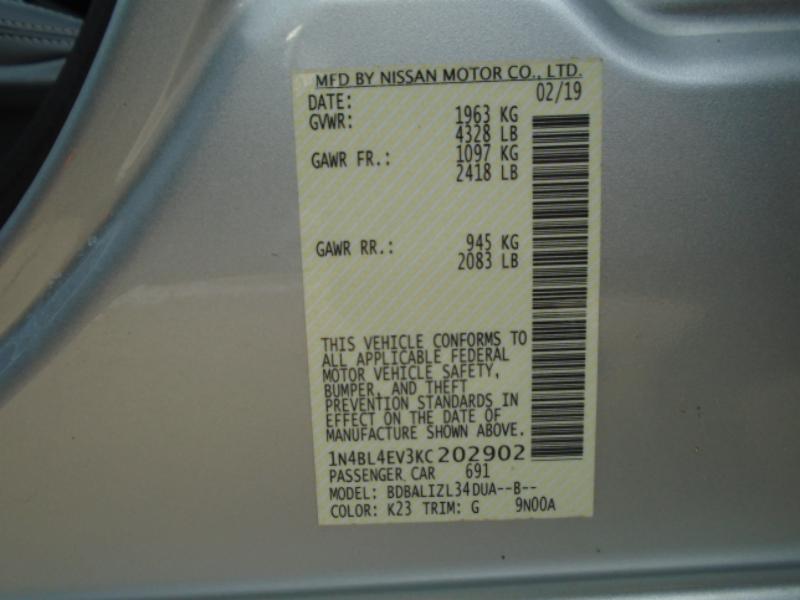 MFD BY NISSAN MOTOR CO., LTD.
DATE: 02/19
GVWR: 1963 KG
4328 LB
GAWR FR.: 1097 KG
2418 LB
GAWR RR.: 945 KG
2083 LB
THIS VEHICLE CONFORMS TO
ALL APPLICABLE FEDERAL
MOTOR VEHICLE SAFETY,
BUMPER, AND THEFT
PREVENTION STANDARDS IN
EFFECT ON THE DATE OF
MANUFACTURE SHOWN ABOVE.
1N4BL4EV3KC202902
PASSENGER CAR 691
MODEL: BDBALIZL34DUA--B--
COLOR: K23 TRIM: G 9N00A